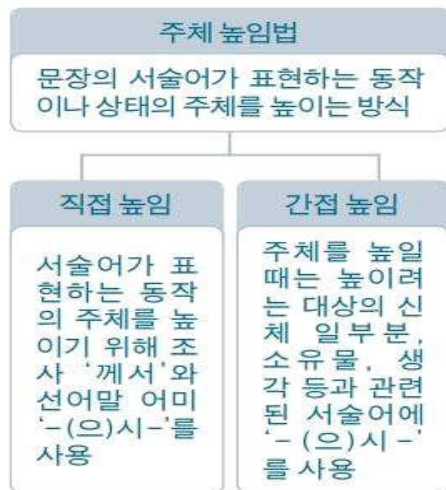 주체 높임법
문장의 서술어가 표현하는 동작
이나 상태의 주체를 높이는 방식
직접 높임
서술어가 표
현하는 동작
의 주체를 높
이기 위해 조
사 ‘께서’와
선어말 어미
‘-(으)시-’를
사용
간접 높임
주체를 높일
때는 높이려
는 대상의 신
체 일부분,
소유물, 생
각 등과 관련
된 서술어에
‘- (으)시 -’
를 사용